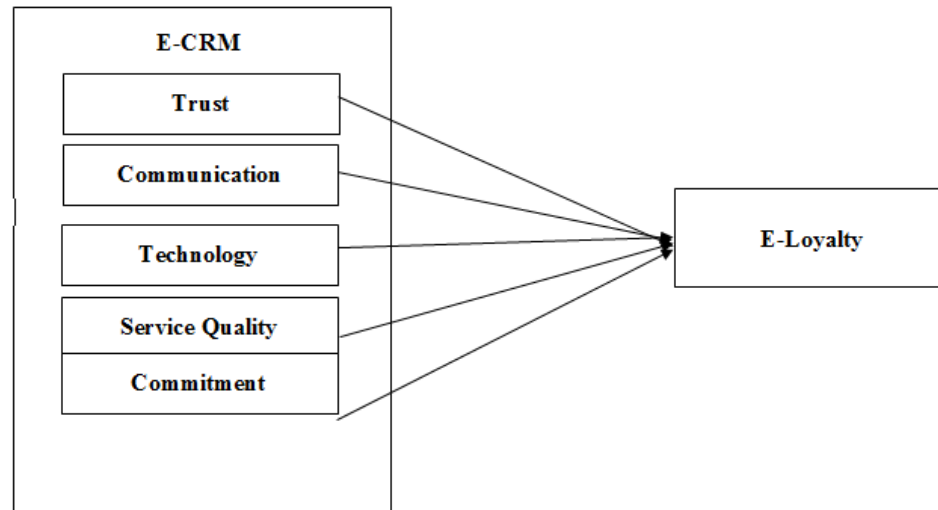 E-CRM
Trust
Communication
Technology
E-Loyalty
Service Quality
Commitment